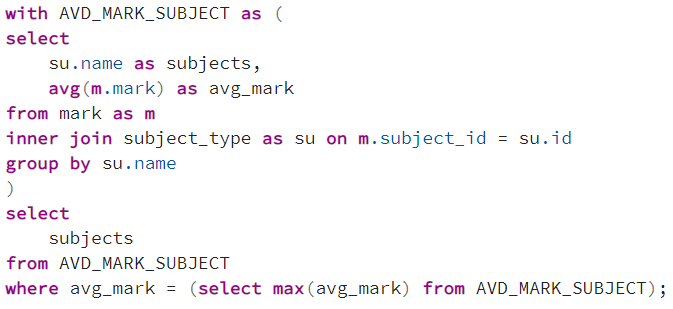 with AVD_MARK_SUBJECT as (
select
    su.name as subjects,
    avg(m.mark) as avg_mark
from mark as m
inner join subject_type as su on m.subject_id = su.id
group by su.name
)
select
    subjects
from AVD_MARK_SUBJECT
where avg_mark = (select max(avg_mark) from AVD_MARK_SUBJECT);